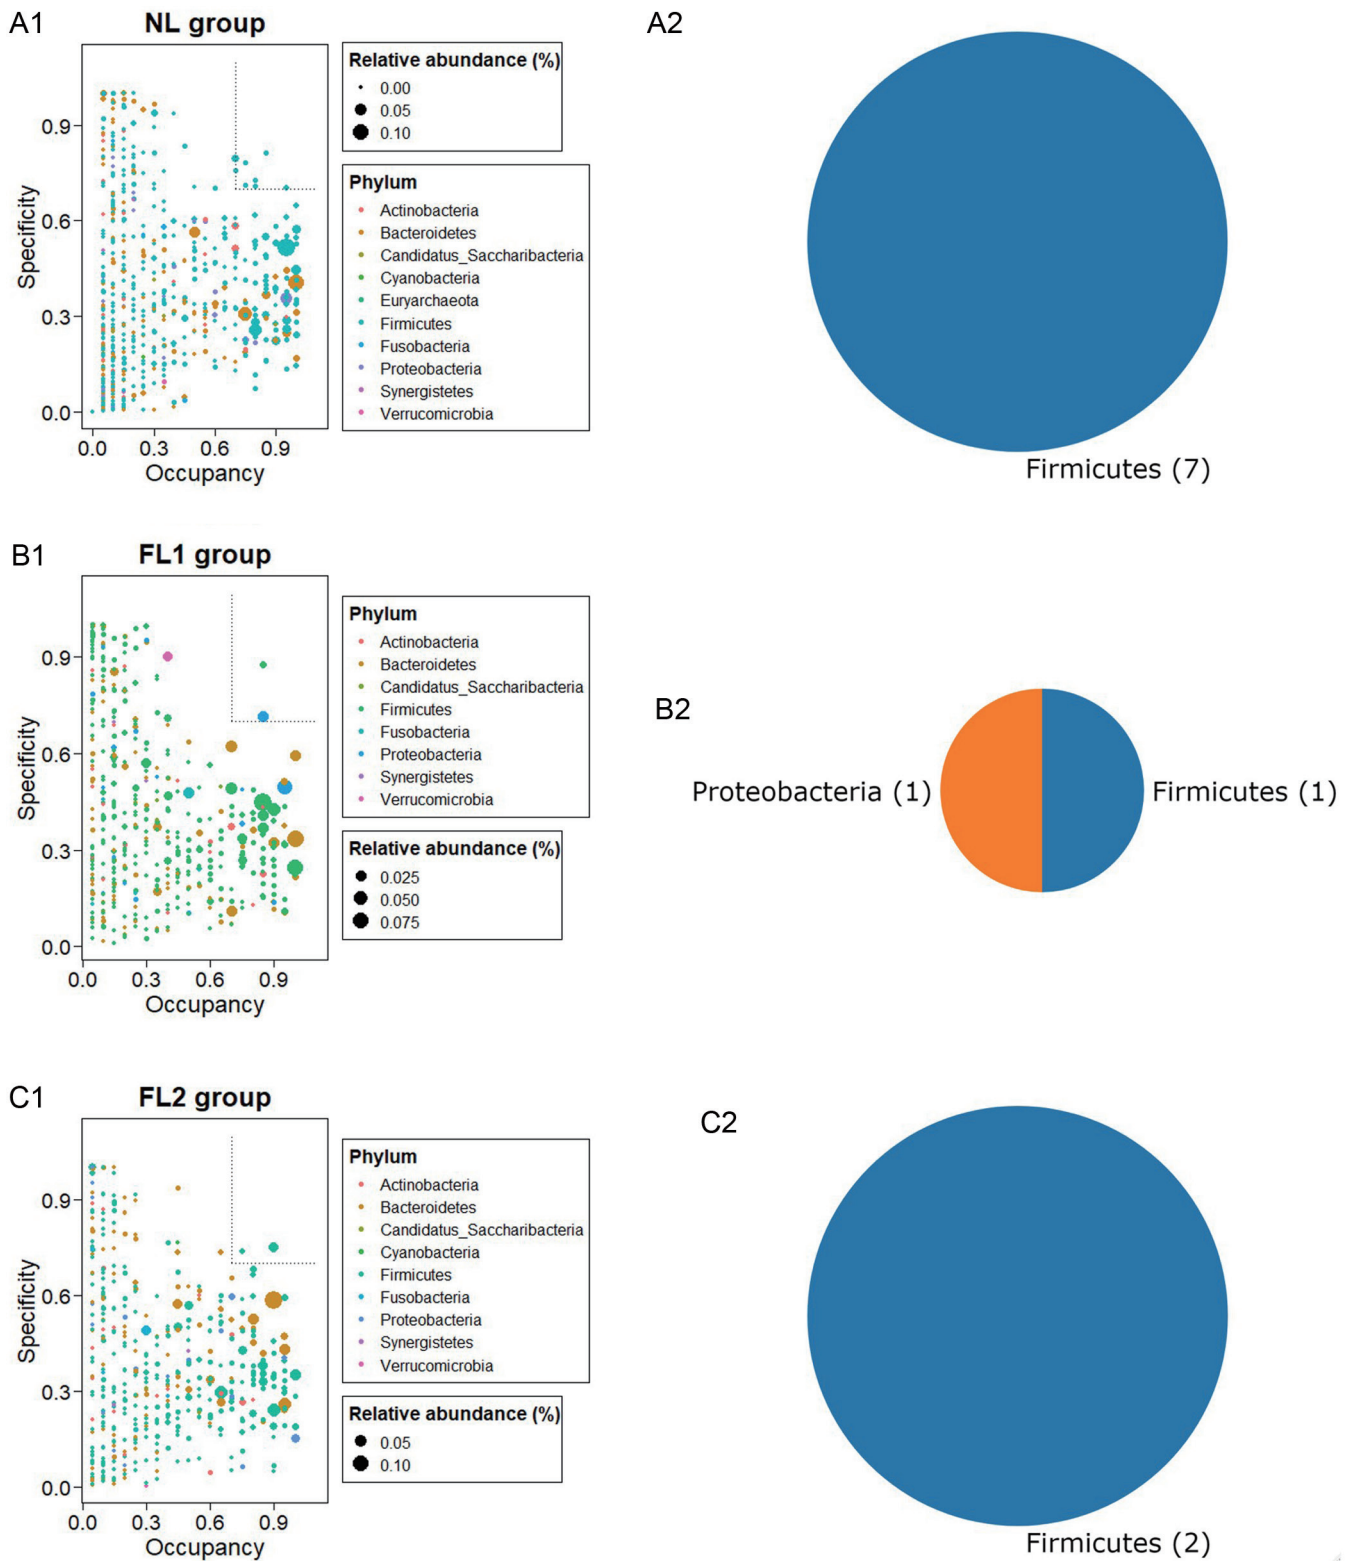 A1
NL group
A2
Relative abundance (%)
0.00
0.05
0.10
Phylum
Actinobacteria
Bacteroidetes
Candidatus_Saccharibacteria
Cyanobacteria
Euryarchaeota
Firmicutes
Fusobacteria
Proteobacteria
Synergistetes
Verrucomicrobia
Specificity
0.9
0.6
0.3
0.0
0.0 0.3 0.6 0.9
Occupancy
Firmicutes (7)
B1
FL1 group
Phylum
Actinobacteria
Bacteroidetes
Candidatus_Saccharibacteria
Firmicutes
Fusobacteria
Proteobacteria
Synergistetes
Verrucomicrobia
Relative abundance (%)
0.025
0.050
0.075
Specificity
0.9
0.6
0.3
0.0
0.0 0.3 0.6 0.9
Occupancy
B2
Proteobacteria (1)
Firmicutes (1)
C1
FL2 group
Phylum
Actinobacteria
Bacteroidetes
Candidatus_Saccharibacteria
Cyanobacteria
Firmicutes
Fusobacteria
Proteobacteria
Synergistetes
Verrucomicrobia
Relative abundance (%)
0.05
0.10
Specificity
0.9
0.6
0.3
0.0
0.0 0.3 0.6 0.9
Occupancy
C2
Firmicutes (2)